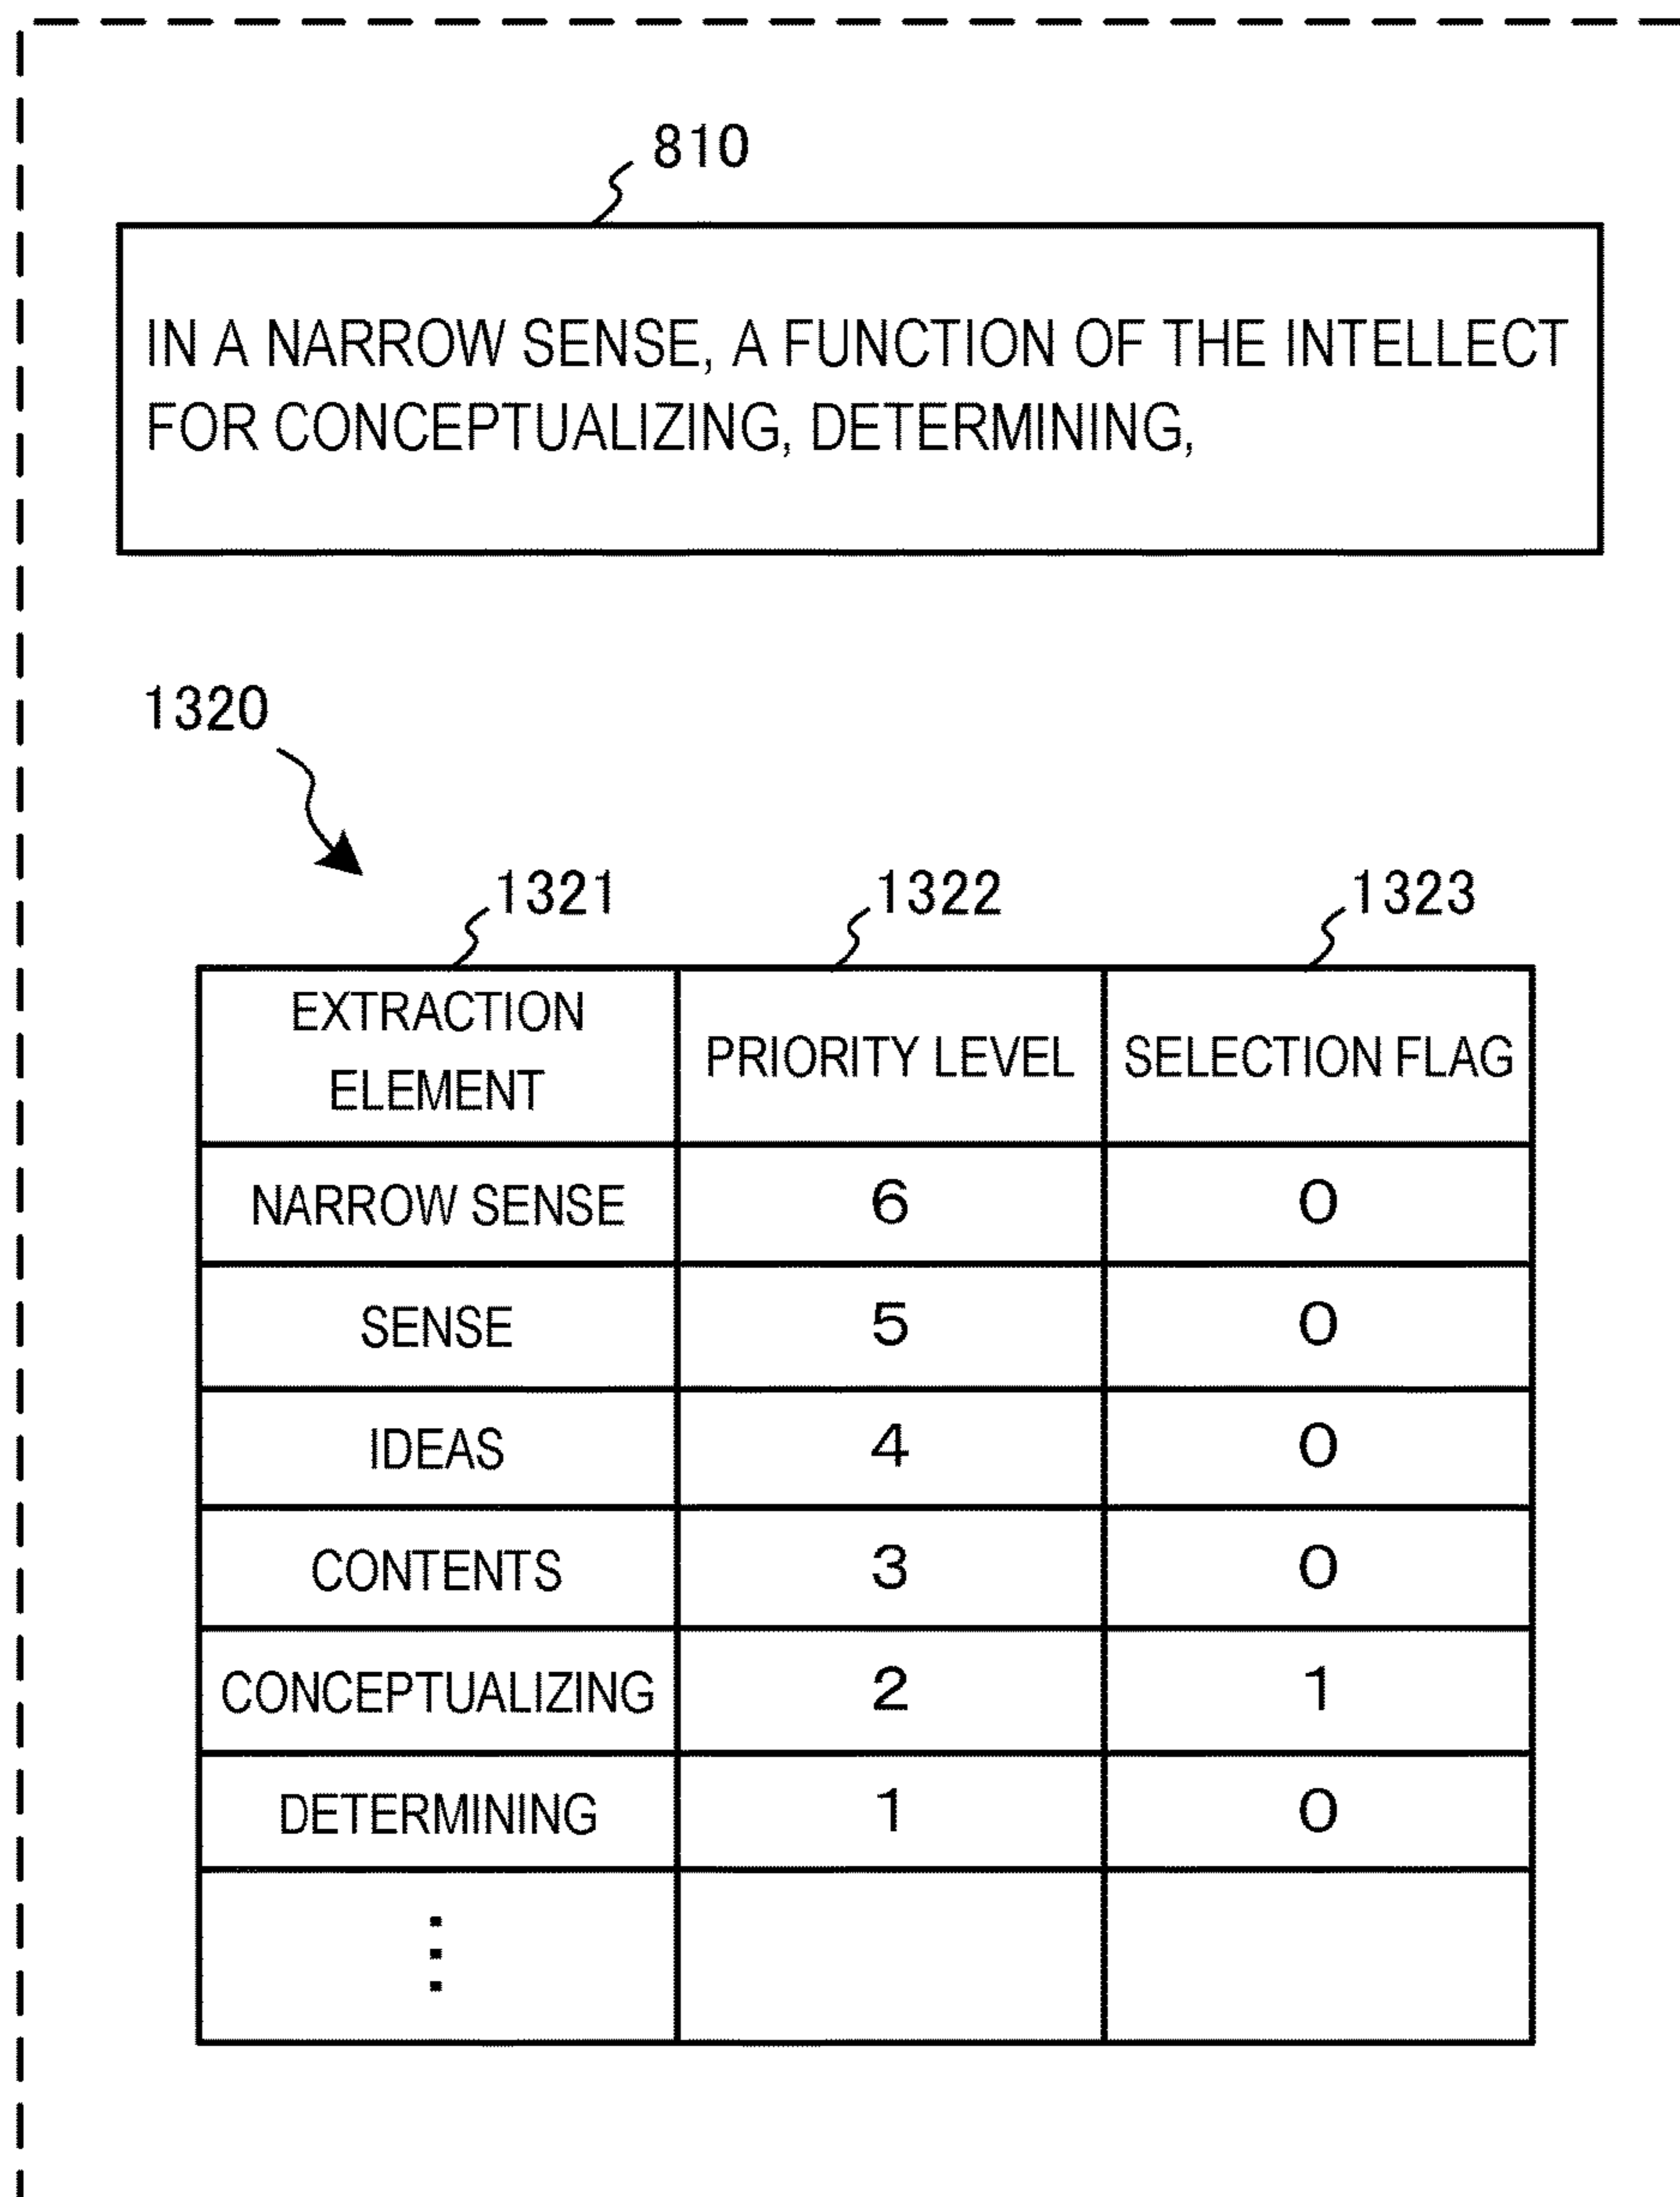 810
IN A NARROW SENSE, A FUNCTION OF THE INTELLECT
FOR CONCEPTUALIZING, DETERMINING,
1320
1321 1322 1323
EXTRACTION ELEMENT PRIORITY LEVEL SELECTION FLAG
NARROW SENSE 6 0
SENSE 5 0
IDEAS 4 0
CONTENTS 3 0
CONCEPTUALIZING 2 1
DETERMINING 1 0
⋮